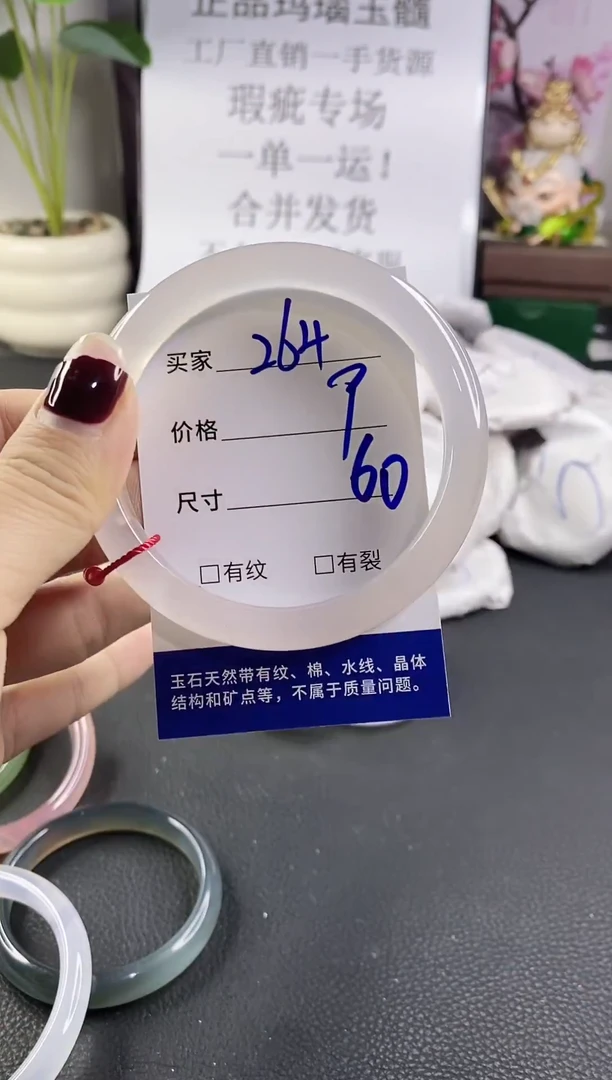 正品玛瑙玉髓
工厂直销一手货源
瑕疵专场
一单一运!
合并发货
买家 264
价格
尺寸 60
□有纹 □有裂
玉石天然带有纹、棉、水线、晶体
结构和矿点等，不属于质量问题。